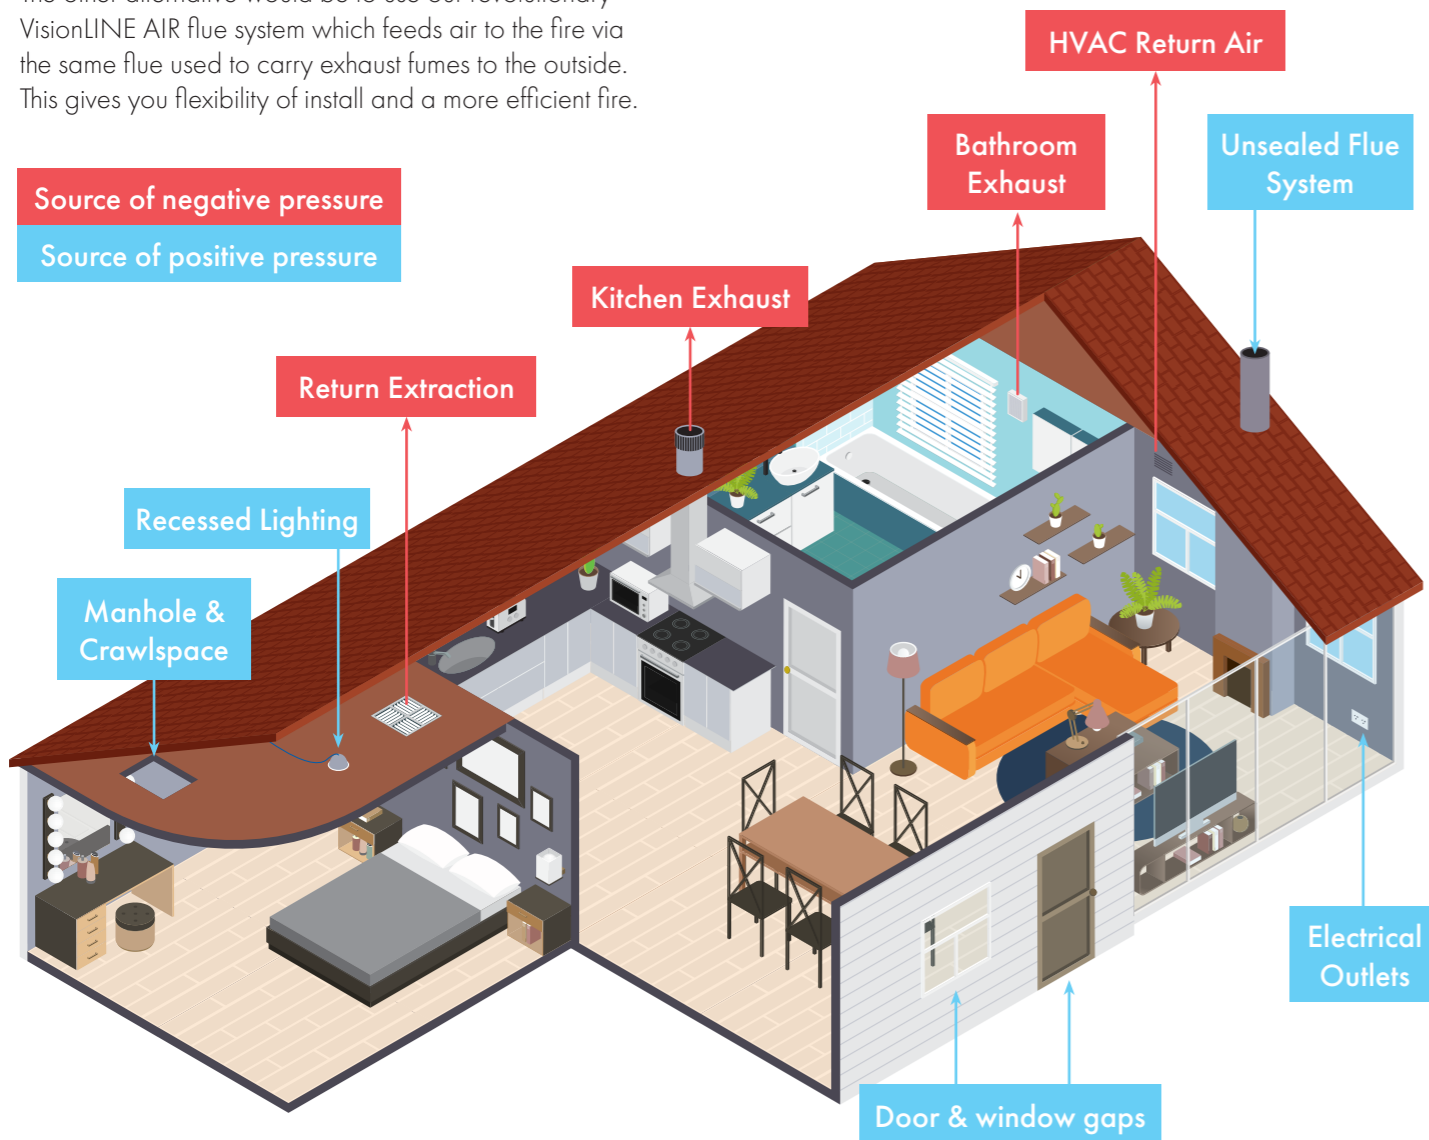 VisionLINE AIR flue system which feeds air to the fire via
the same flue used to carry exhaust fumes to the outside.
This gives you flexibility of install and a more efficient fire.
HVAC Return Air
Bathroom
Exhaust
Unsealed Flue
System
Source of negative pressure
Source of positive pressure
Kitchen Exhaust
Return Extraction
Recessed Lighting
Manhole &
Crawlspace
Electrical
Outlets
Door & window gaps